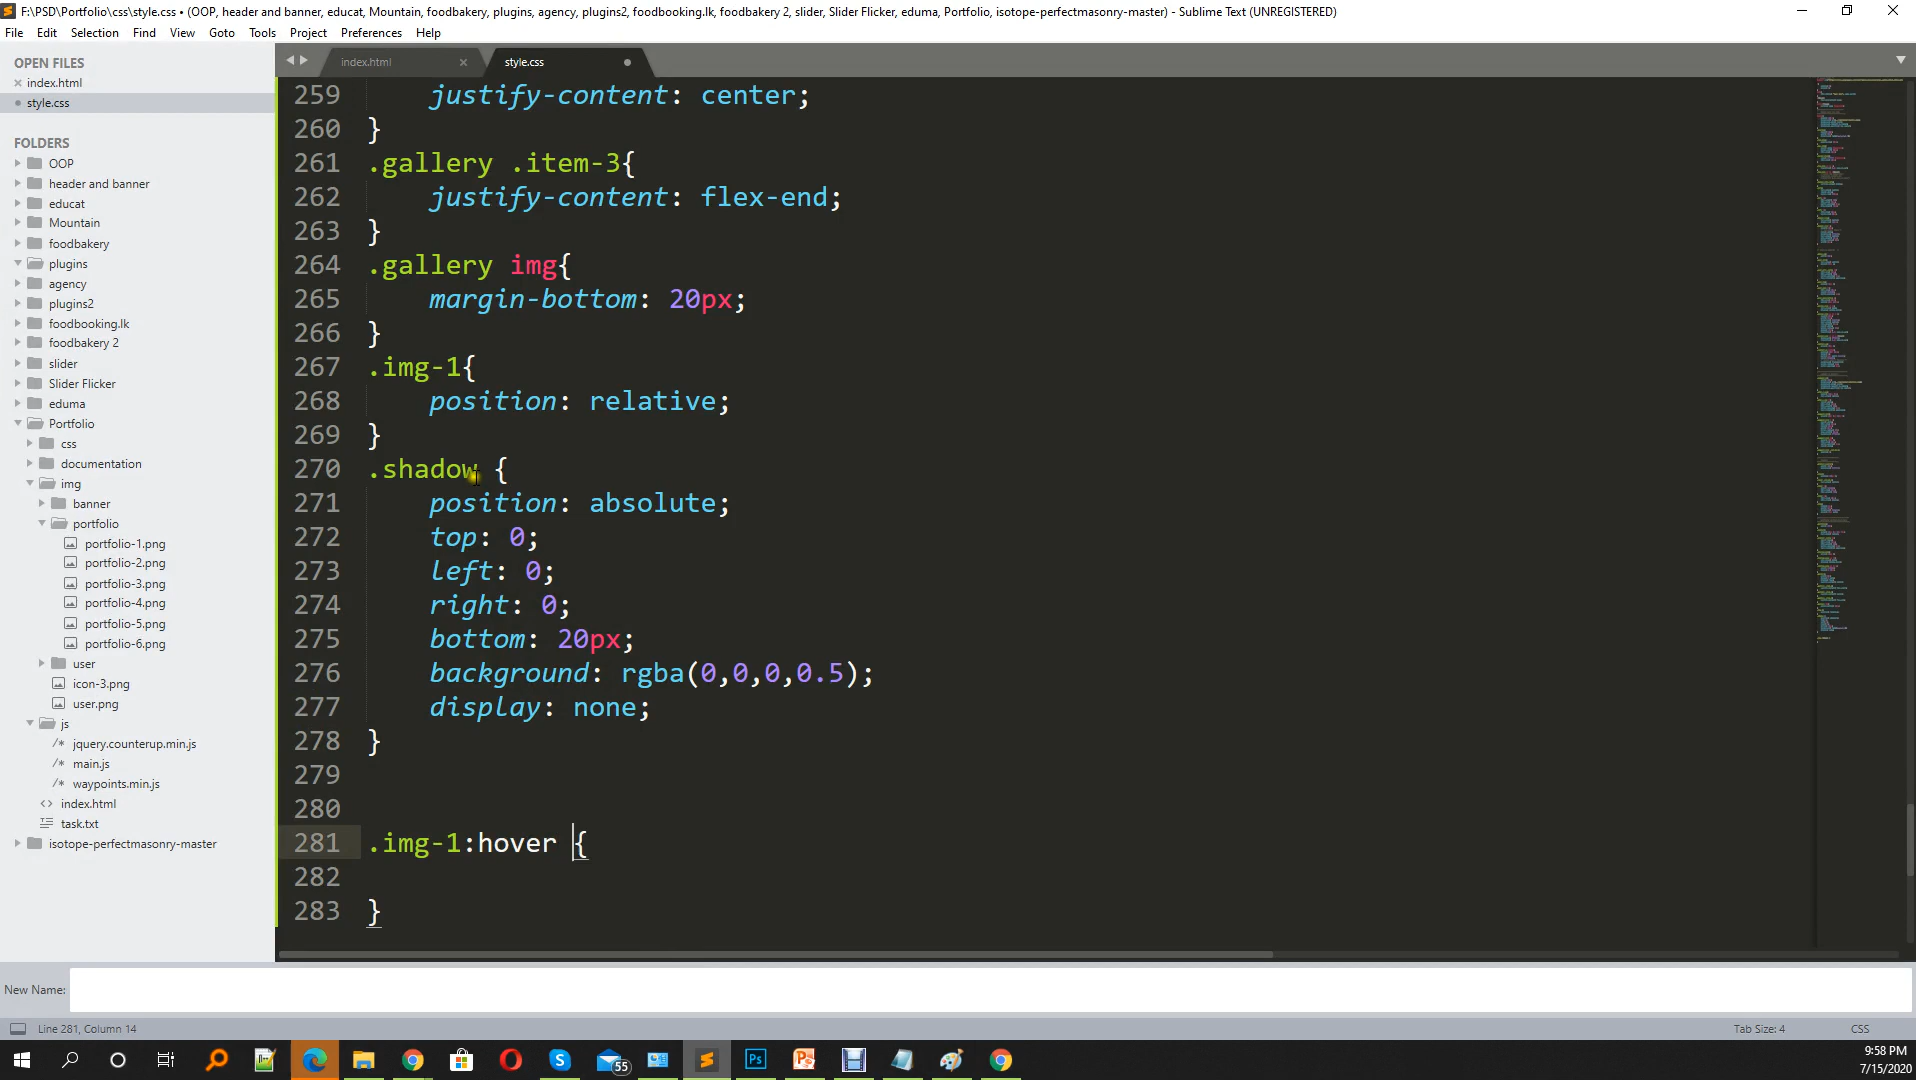 F:\PSD\Portfolio\css\style.css • (OOP, header and banner, educat, Mountain, foodbakery, plugins, agency, plugins2, foodbooking.lk, foodbakery 2, slider, Slider Flicker, eduma, Portfolio, isotope-perfectmasonry-master) - Sublime Text (UNREGISTERED)
File Edit Selection Find View Goto Tools Project Preferences Help
OPEN FILES
index.html
style.css
FOLDERS
OOP
header and banner
educat
Mountain
foodbakery
plugins
agency
plugins2
foodbooking.lk
foodbakery 2
slider
Slider Flicker
eduma
Portfolio
css
documentation
img
banner
portfolio
portfolio-1.png
portfolio-2.png
portfolio-3.png
portfolio-4.png
portfolio-5.png
portfolio-6.png
user
icon-3.png
user.png
js
/* jquery.counterup.min.js
/* main.js
/* waypoints.min.js
<> index.html
task.txt
isotope-perfectmasonry-master
index.html style.css
259 justify-content: center;
260 }
261 .gallery .item-3{
262 justify-content: flex-end;
263 }
264 .gallery img{
265 margin-bottom: 20px;
266 }
267 .img-1{
268 position: relative;
269 }
270 .shadow {
271 position: absolute;
272 top: 0;
273 left: 0;
274 right: 0;
275 bottom: 20px;
276 background: rgba(0,0,0,0.5);
277 display: none;
278 }
279
280
281 .img-1:hover {
282
283 }
New Name:
Line 281, Column 14 Tab Size: 4 CSS
55
9:58 PM
7/15/2020